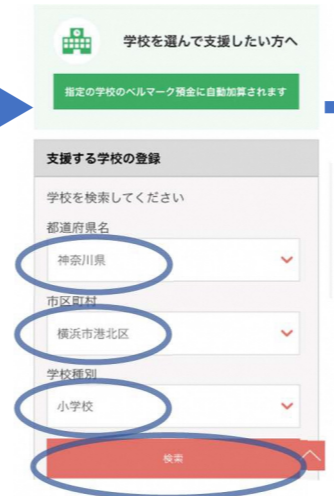 学校を選んで支援したい方へ
指定の学校のベルマーク預金に自動加算されます
支援する学校の登録
学校を検索してください
都道府県名
神奈川県
市区町村
横浜市港北区
学校種別
小学校
検索